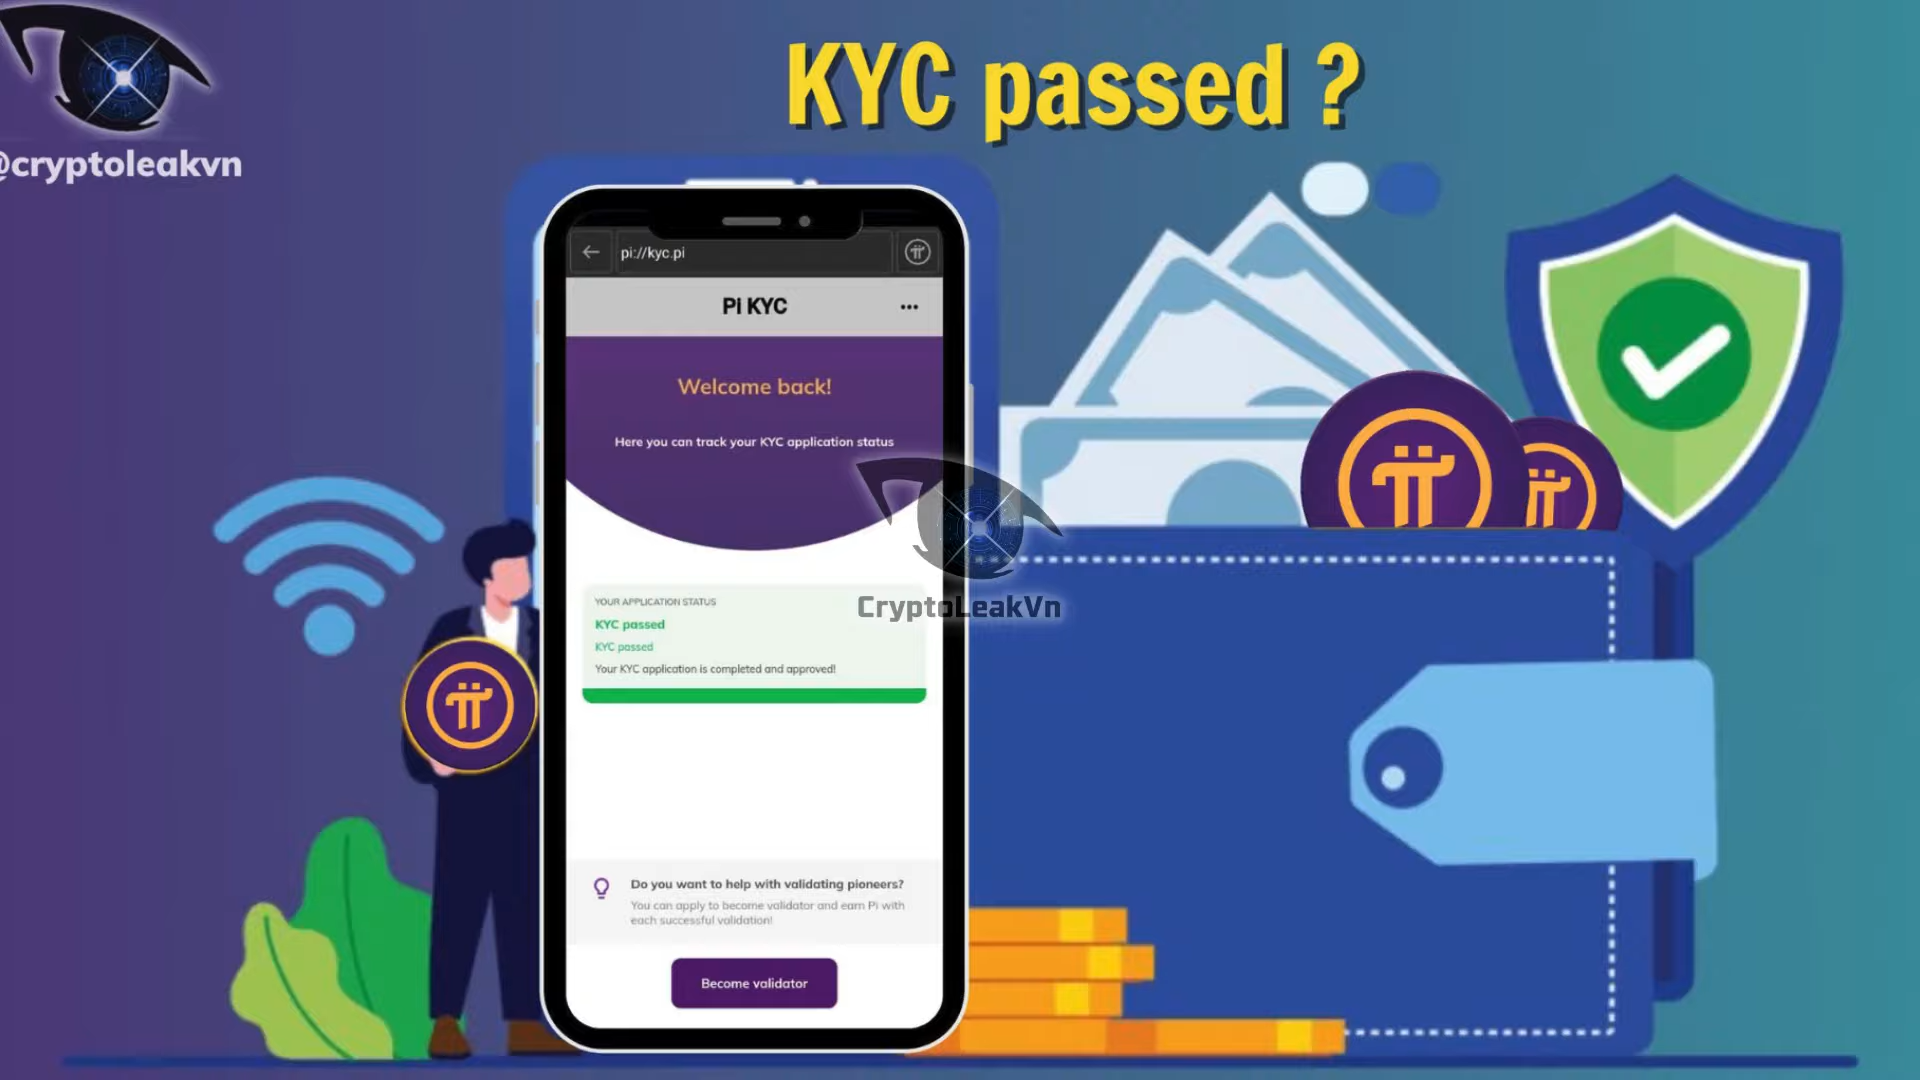 KYC passed ?
@cryptoleakvn
pi://kyc.pi
Pi KYC
Welcome back!
Here you can track your KYC application status
CryptoLeakVn
YOUR APPLICATION STATUS
KYC passed
KYC passed
Your KYC application is completed and approved!
Do you want to help with validating pioneers?
You can apply to become validator and earn Pi with
each successful validation!
Become validator